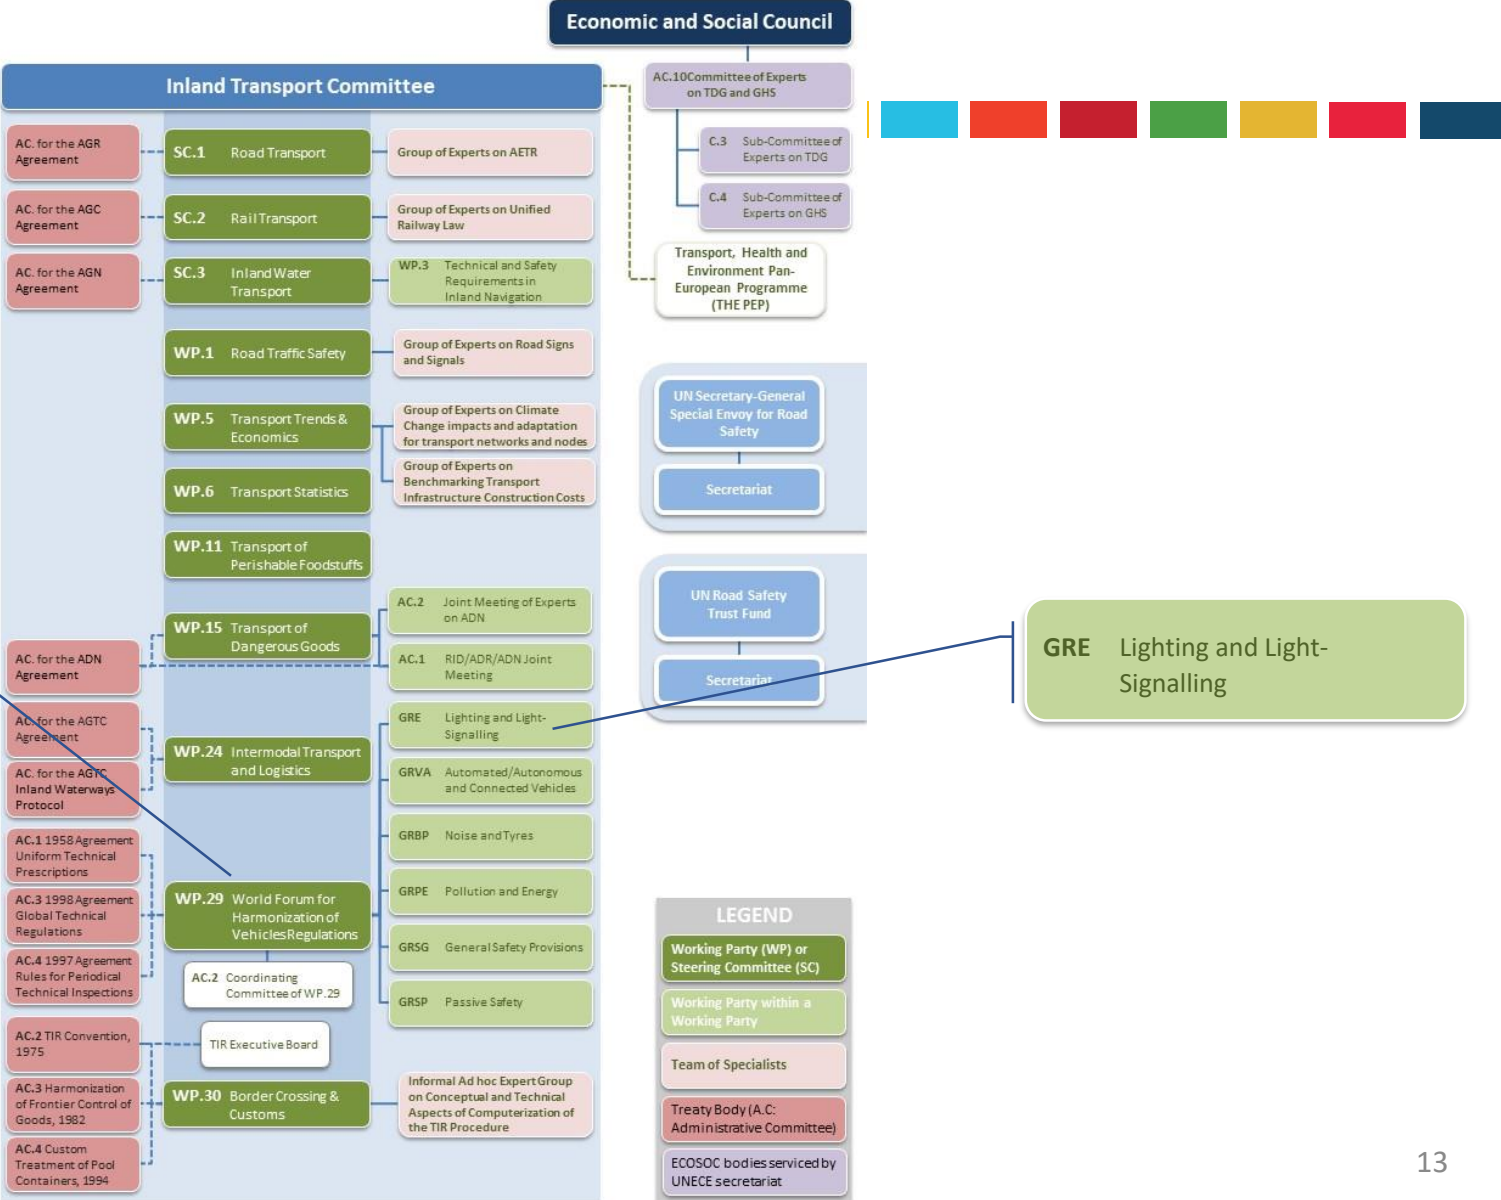 Economic and Social Council
Inland Transport Committee
AC.10Committee of Experts
on TDG and GHS
C.3 Sub-Committee of
Experts on TDG
C.4 Sub-Committee of
Experts on GHS
Transport, Health and
Environment Pan-
European Programme
(THE PEP)
AC. for the AGR
Agreement
SC.1 Road Transport
Group of Experts on AETR
AC. for the AGC
Agreement
SC.2 Rail Transport
Group of Experts on Unified
Railway Law
AC. for the AGN
Agreement
SC.3 Inland Water
Transport
WP.3 Technical and Safety
Requirements in
Inland Navigation
WP.1 Road Traffic Safety
Group of Experts on Road Signs
and Signals
WP.5 Transport Trends &
Economics
Group of Experts on Climate
Change impacts and adaptation
for transport networks and nodes
Group of Experts on
Benchmarking Transport
Infrastructure Construction Costs
WP.6 Transport Statistics
WP.11 Transport of
Perishable Foodstuffs
WP.15 Transport of
Dangerous Goods
AC.2 Joint Meeting of Experts
on ADN
AC.1 RID/ADR/ADN Joint
Meeting
AC. for the ADN
Agreement
AC. for the AGTC
Agreement
AC. for the AGTC
Inland Waterways
Protocol
WP.24 Intermodal Transport
and Logistics
GRE Lighting and Light-
Signalling
GRVA Automated/Autonomous
and Connected Vehicles
GRBP Noise and Tyres
GRPE Pollution and Energy
GRSG General Safety Provisions
GRSP Passive Safety
AC.1 1958 Agreement
Uniform Technical
Prescriptions
AC.3 1998 Agreement
Global Technical
Regulations
AC.4 1997 Agreement
Rules for Periodical
Technical Inspections
WP.29 World Forum for
Harmonization of
Vehicles Regulations
AC.2 Coordinating
Committee of WP.29
AC.2 TIR Convention,
1975
TIR Executive Board
AC.3 Harmonization
of Frontier Control of
Goods, 1982
AC.4 Custom
Treatment of Pool
Containers, 1994
WP.30 Border Crossing &
Customs
Informal Ad hoc Expert Group
on Conceptual and Technical
Aspects of Computerization of
the TIR Procedure
UN Secretary-General
Special Envoy for Road
Safety
Secretariat
UN Road Safety
Trust Fund
Secretariat
LEGEND
Working Party (WP) or
Steering Committee (SC)
Working Party within a
Working Party
Team of Specialists
Treaty Body (A.C:
Administrative Committee)
ECOSOC bodies serviced by
UNECE secretariat
GRE Lighting and Light-
Signalling
13